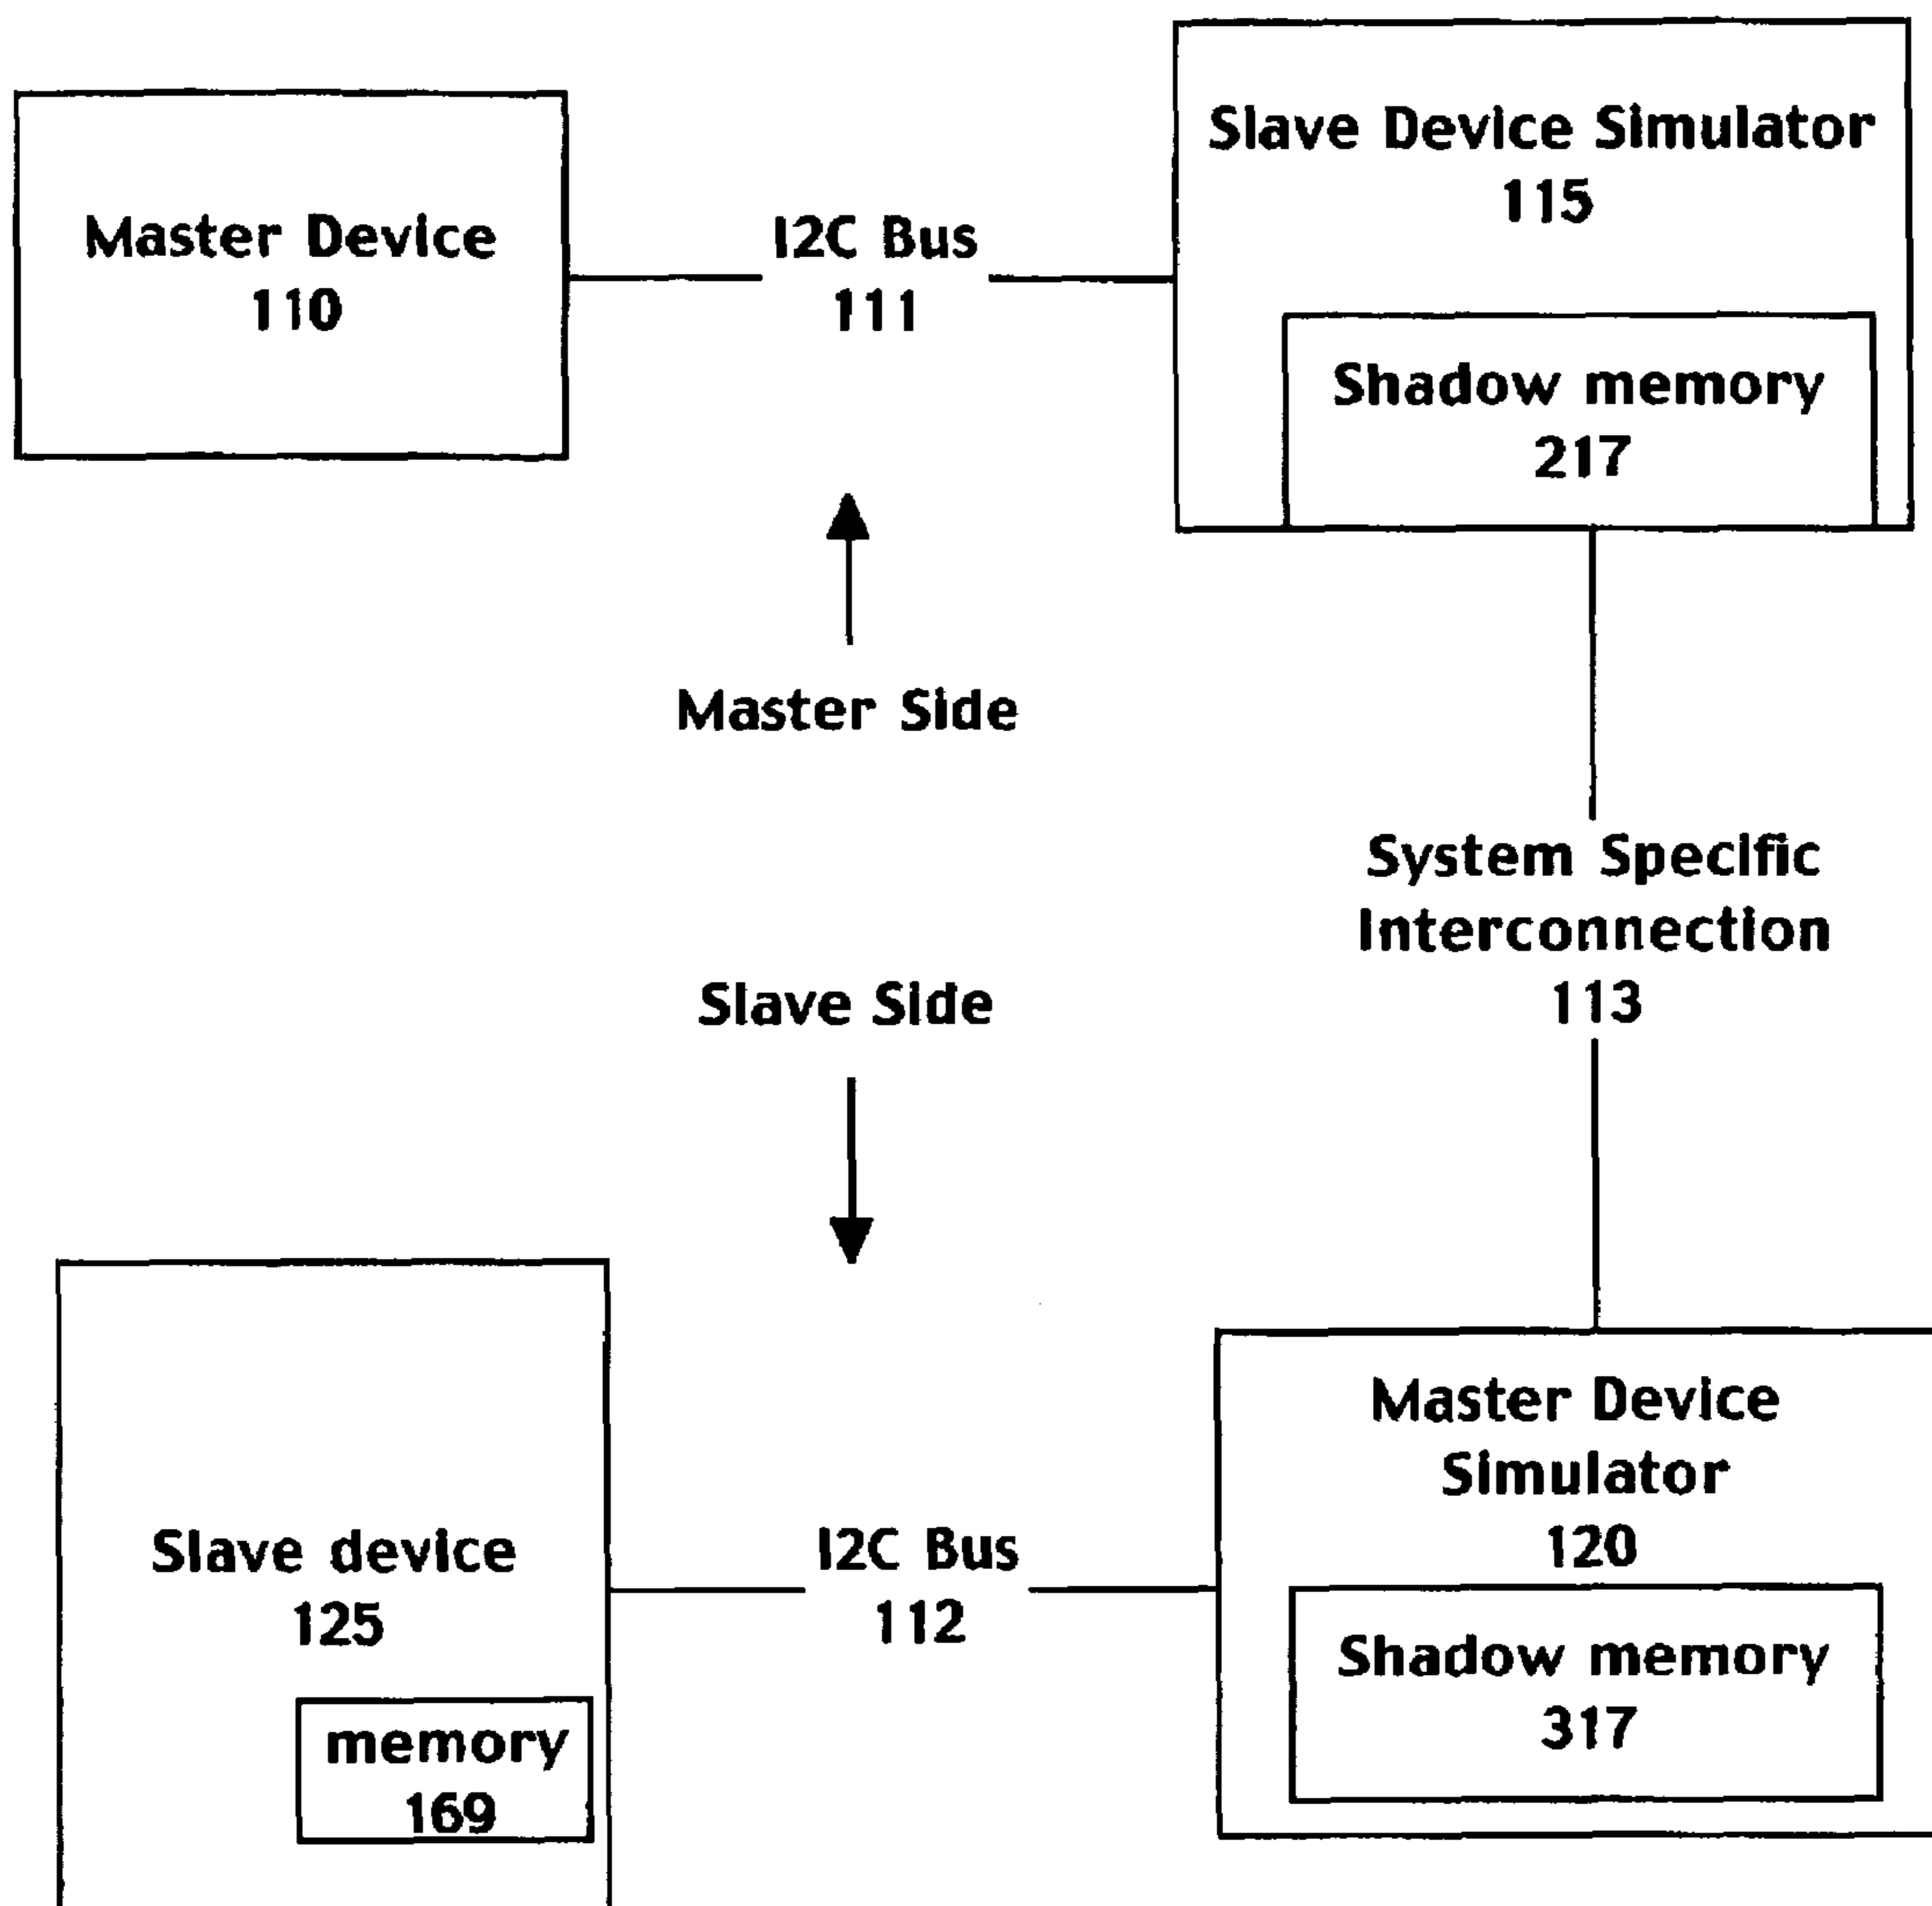 Master Device
110
I2C Bus
111
Slave Device Simulator
115
Shadow memory
217
Master Side
System Specific
Interconnection
113
Slave Side
Slave device
125
memory
169
I2C Bus
112
Master Device
Simulator
120
Shadow memory
317